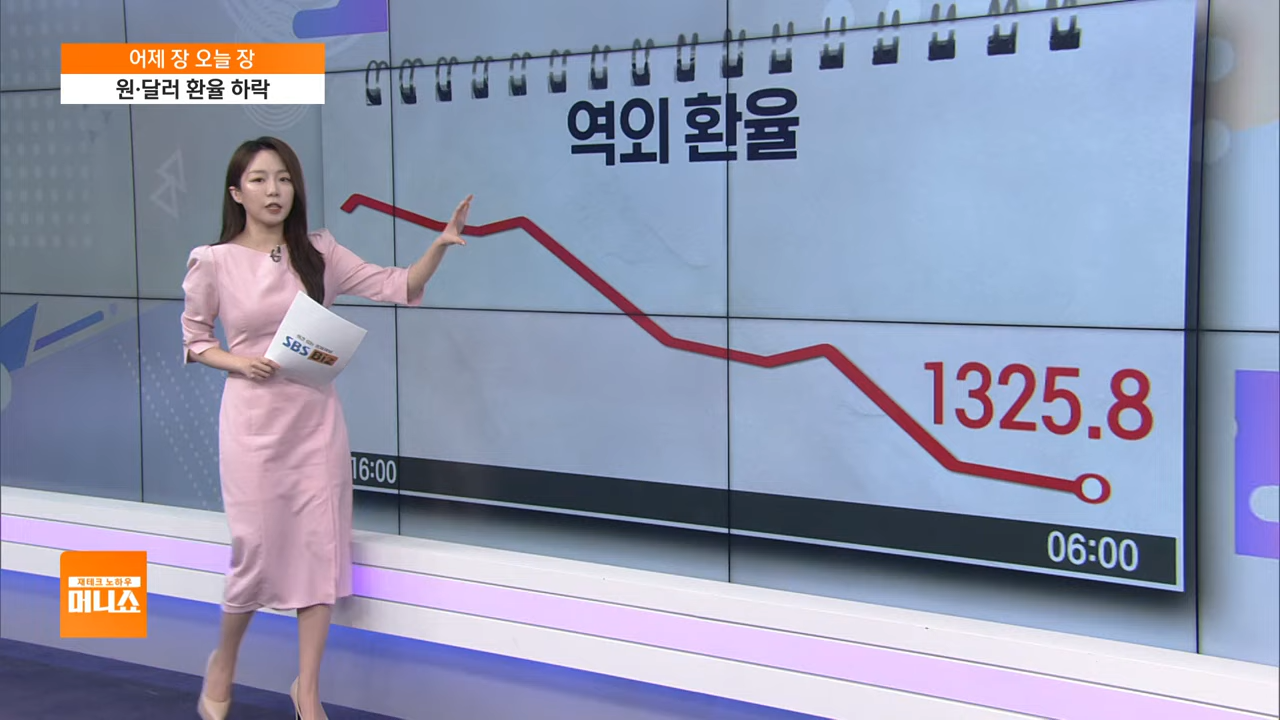 어제 장 오늘 장
원·달러 환율 하락
역외 환율
1325.8
16:00
06:00
SBS Biz
재테크 노하우
머니쇼